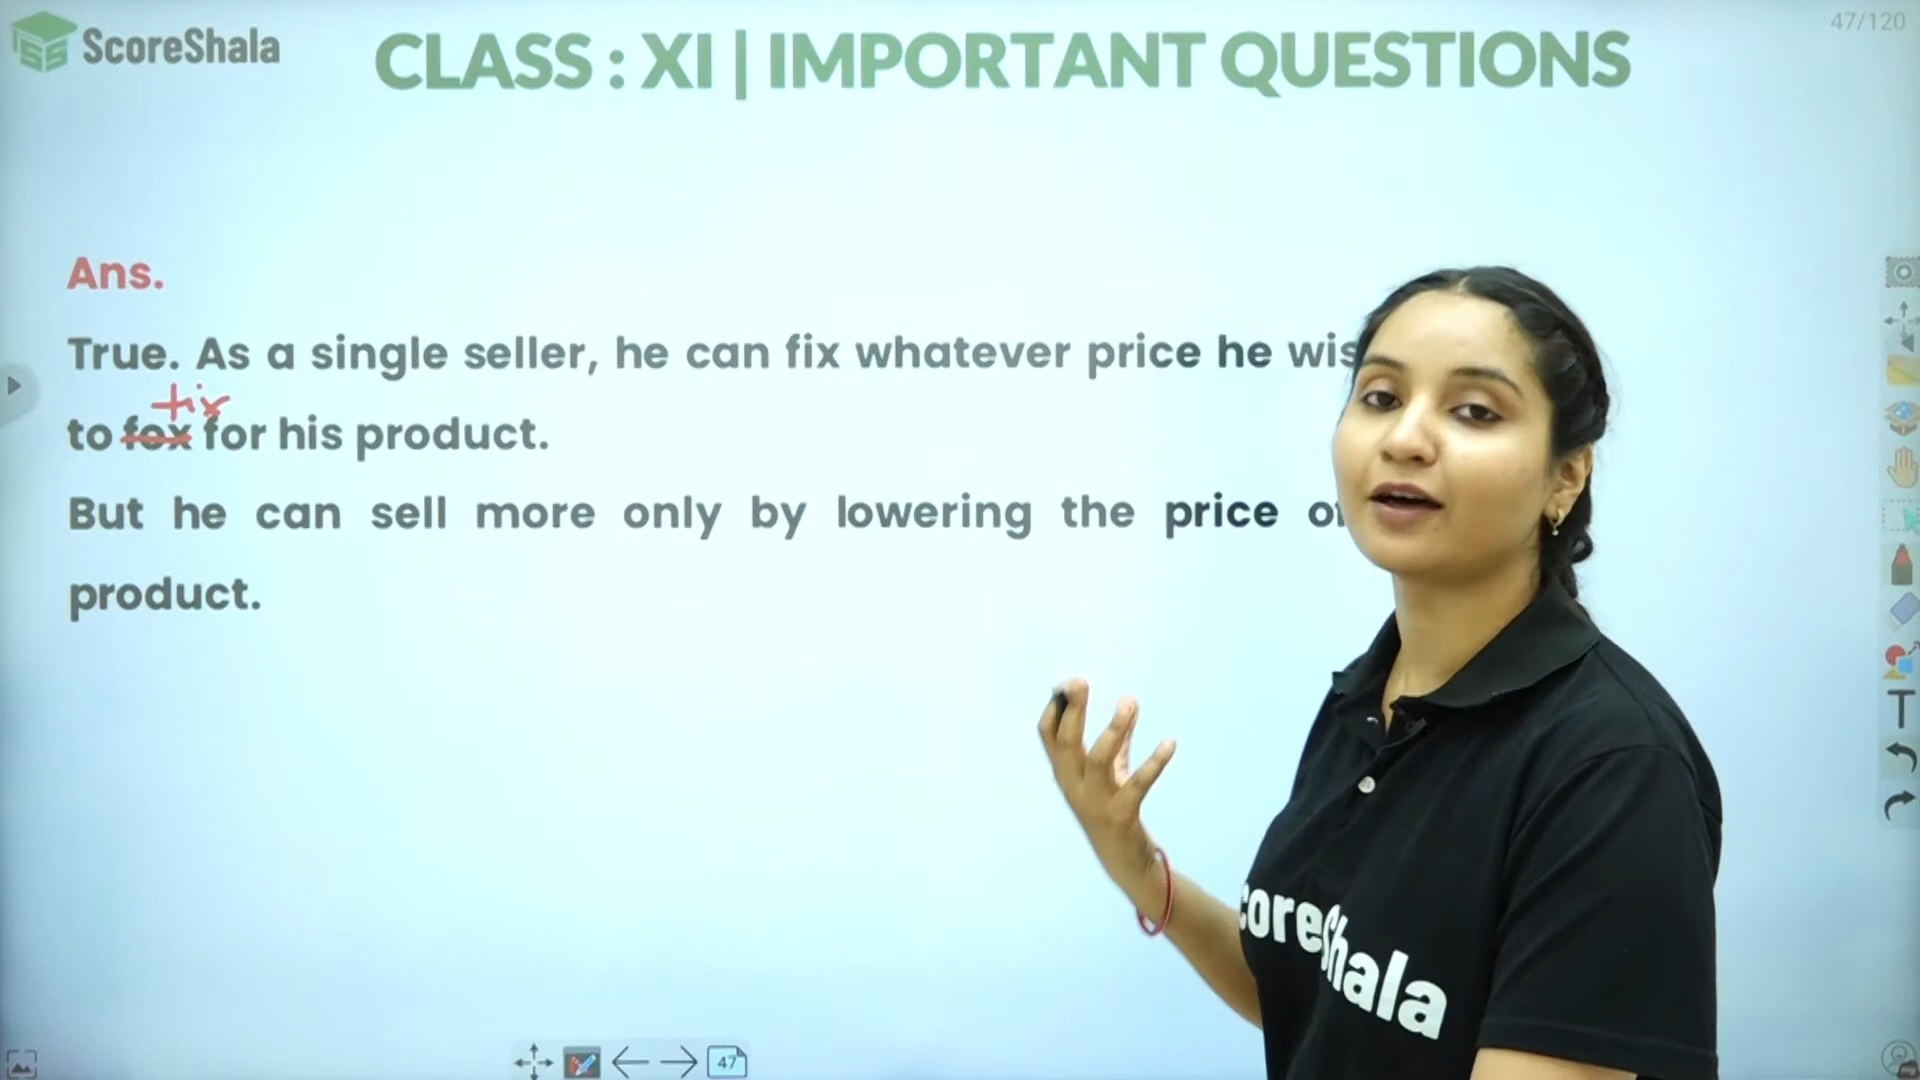 ScoreShala
CLASS : XI | IMPORTANT QUESTIONS
47/120
Ans.
True. As a single seller, he can fix whatever price he
fix
to fox for his product.
But he can sell more only by lowering the price
product.
coreShala
47